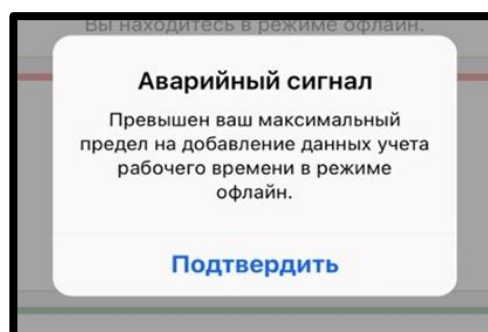 Вы находитесь в режиме офлайн.
Аварийный сигнал
Превышен ваш максимальный
предел на добавление данных учета
рабочего времени в режиме
офлайн.
Подтвердить